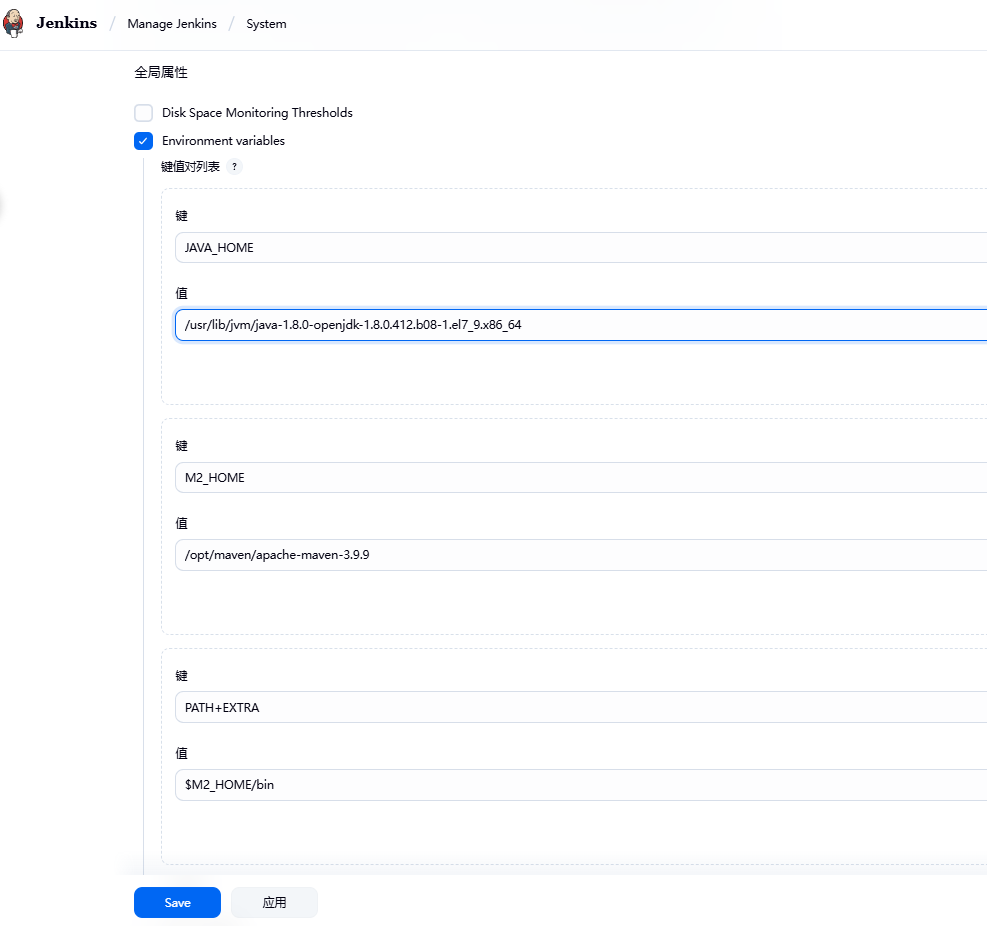 Jenkins / Manage Jenkins / System
全局属性
Disk Space Monitoring Thresholds
Environment variables
键值对列表 ?
键
JAVA_HOME
值
/usr/lib/jvm/java-1.8.0-openjdk-1.8.0.412.b08-1.el7_9.x86_64
键
M2_HOME
值
/opt/maven/apache-maven-3.9.9
键
PATH+EXTRA
值
$M2_HOME/bin
Save 应用